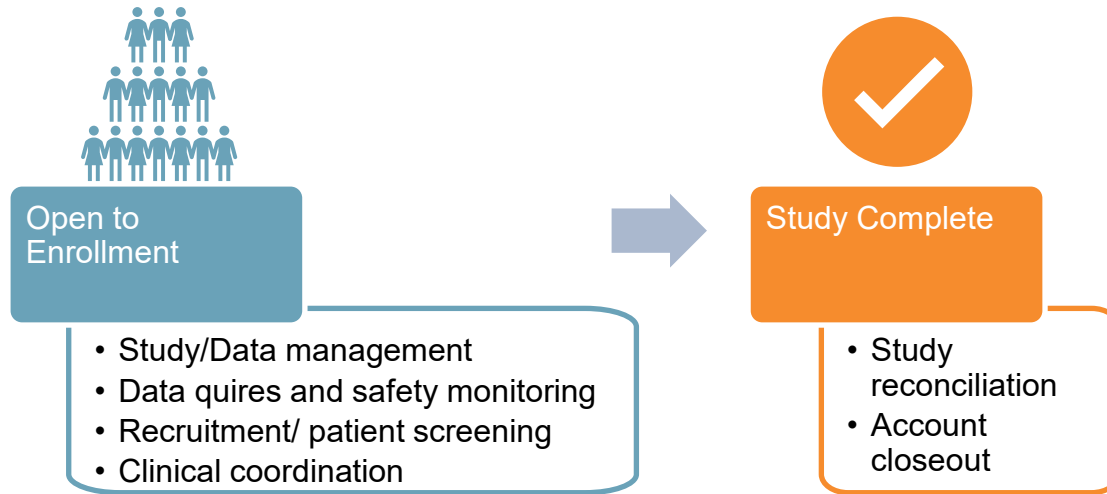 Open to
Enrollment
• Study/Data management
• Data quires and safety monitoring
• Recruitment/ patient screening
• Clinical coordination
Study Complete
• Study
reconciliation
• Account
closeout